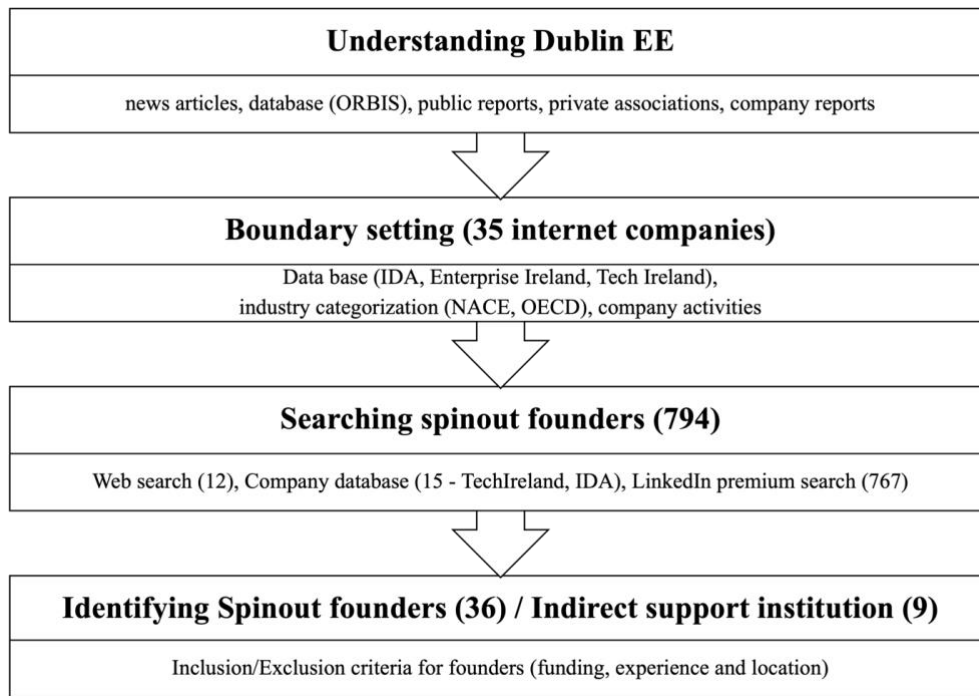 Understanding Dublin EE
news articles, database (ORBIS), public reports, private associations, company reports
Boundary setting (35 internet companies)
Data base (IDA, Enterprise Ireland, Tech Ireland),
industry categorization (NACE, OECD), company activities
Searching spinout founders (794)
Web search (12), Company database (15 - TechIreland, IDA), LinkedIn premium search (767)
Identifying Spinout founders (36) / Indirect support institution (9)
Inclusion/Exclusion criteria for founders (funding, experience and location)